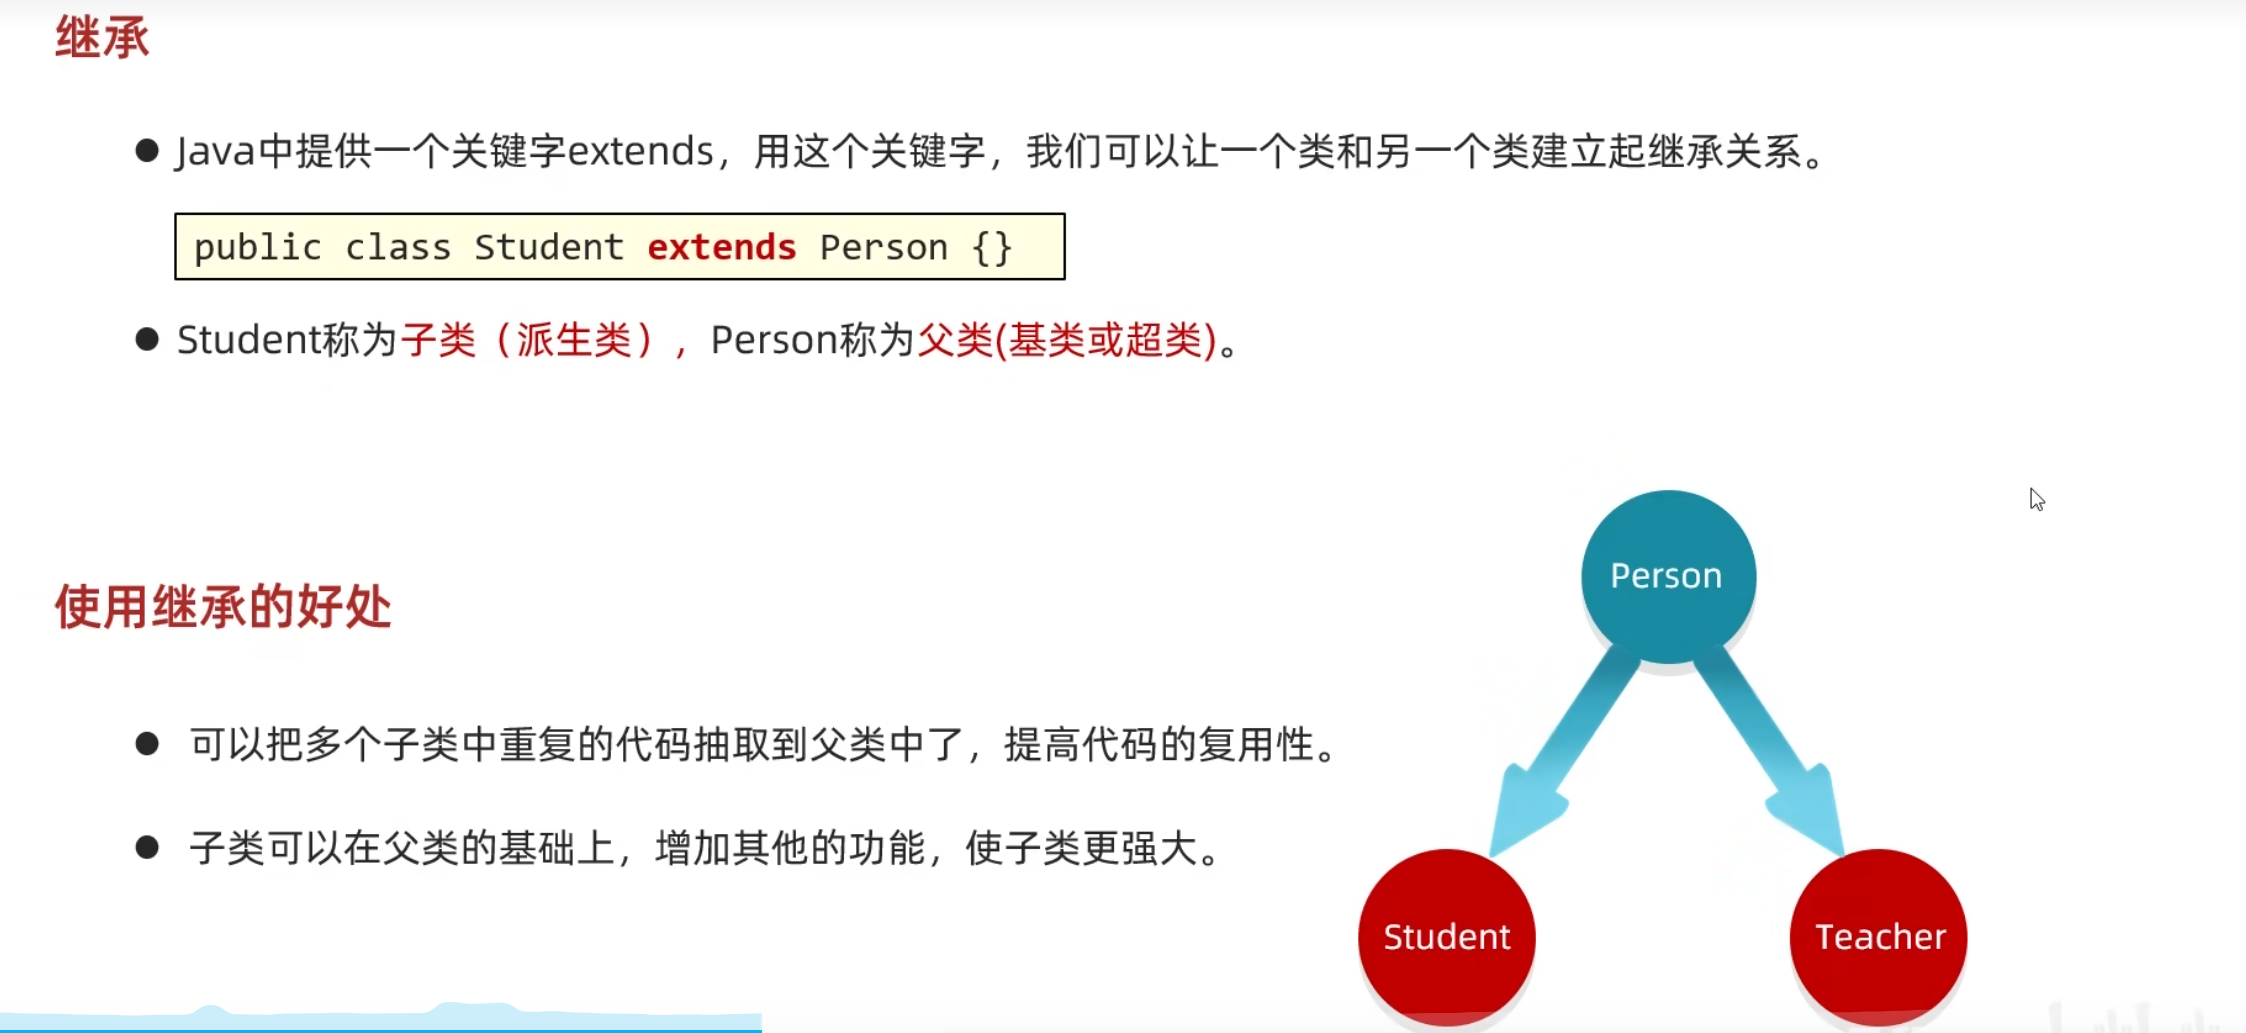 继承
● Java中提供一个关键字extends，用这个关键字，我们可以让一个类和另一个类建立起继承关系。
public class Student extends Person {}
● Student称为子类（派生类），Person称为父类(基类或超类)。
使用继承的好处
● 可以把多个子类中重复的代码抽取到父类中了，提高代码的复用性。
● 子类可以在父类的基础上，增加其他的功能，使子类更强大。
Person
Student
Teacher